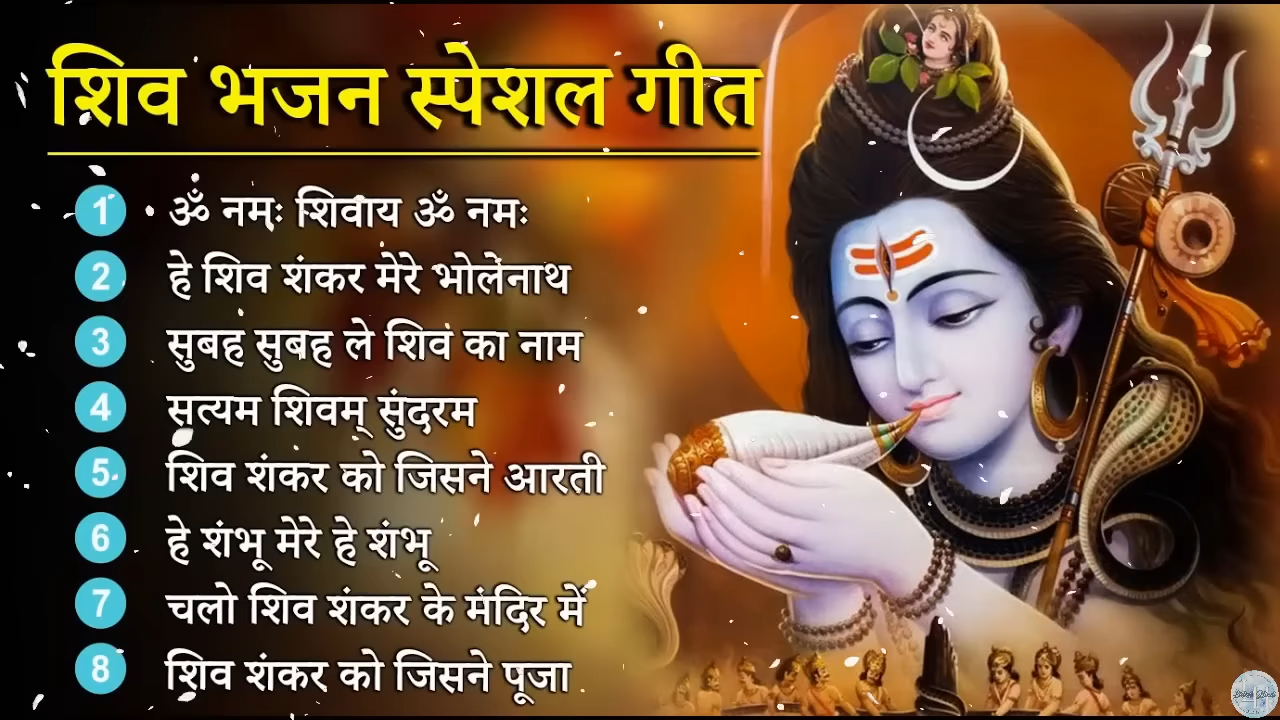 शिव भजन स्पेशल गीत
1 ॐ नमः शिवाय ॐ नमः
2 हे शिव शंकर मेरे भोलेनाथ
3 सुबह सुबह ले शिव का नाम
4 सत्यम शिवम् सुंदरम
5 शिव शंकर को जिसने आरती
6 हे शंभू मेरे हे शंभू
7 चलो शिव शंकर के मंदिर में
8 शिव शंकर को जिसने पूजा